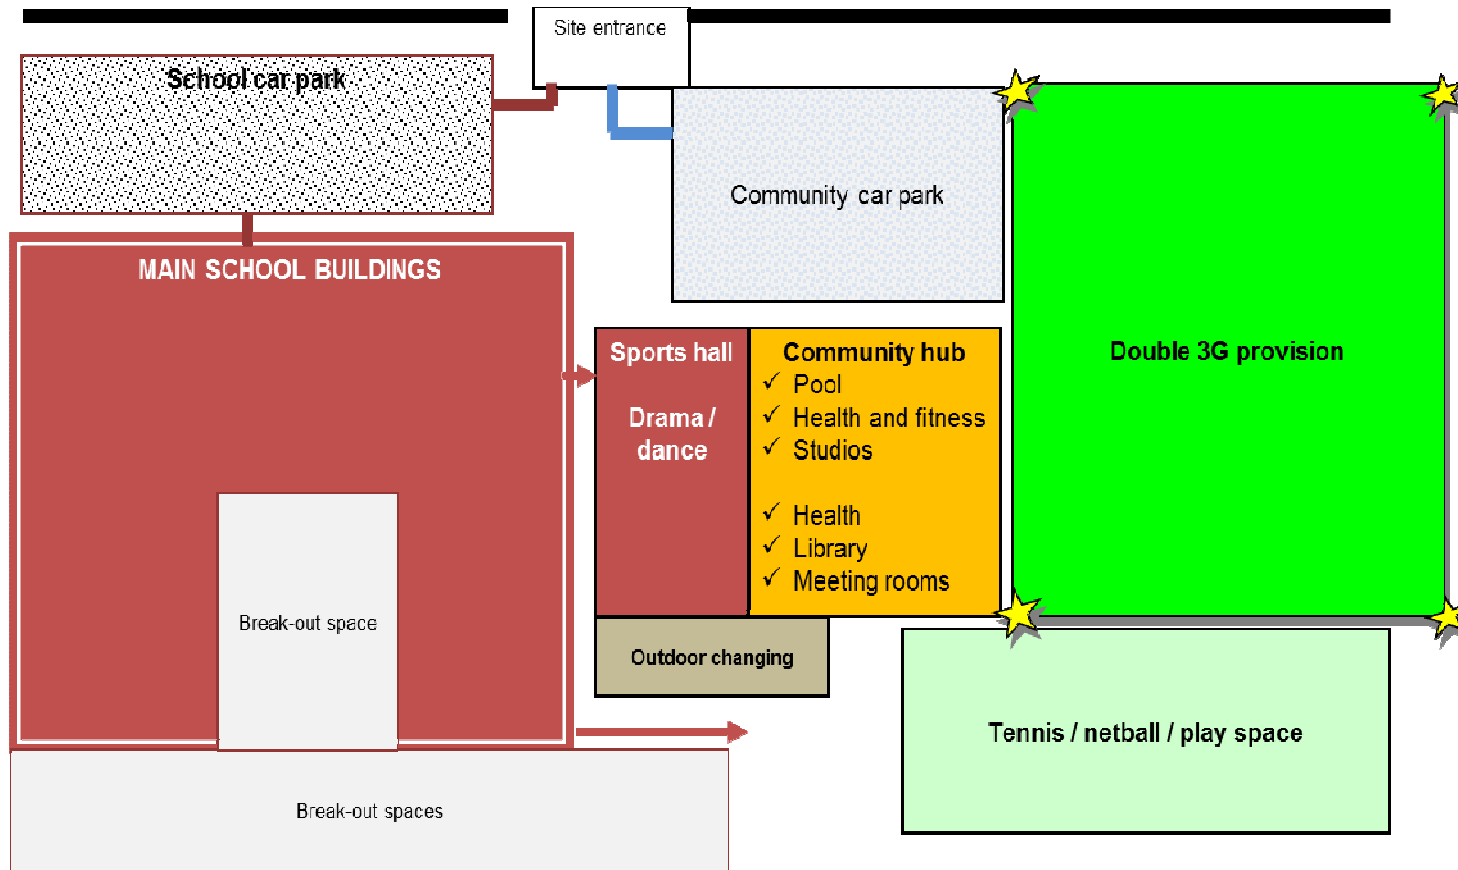 Site entrance
School car park
Community car park
MAIN SCHOOL BUILDINGS
Sports hall
Drama /
dance
Community hub
✓ Pool
✓ Health and fitness
✓ Studios
✓ Health
✓ Library
✓ Meeting rooms
Double 3G provision
Break-out space
Outdoor changing
Tennis / netball / play space
Break-out spaces